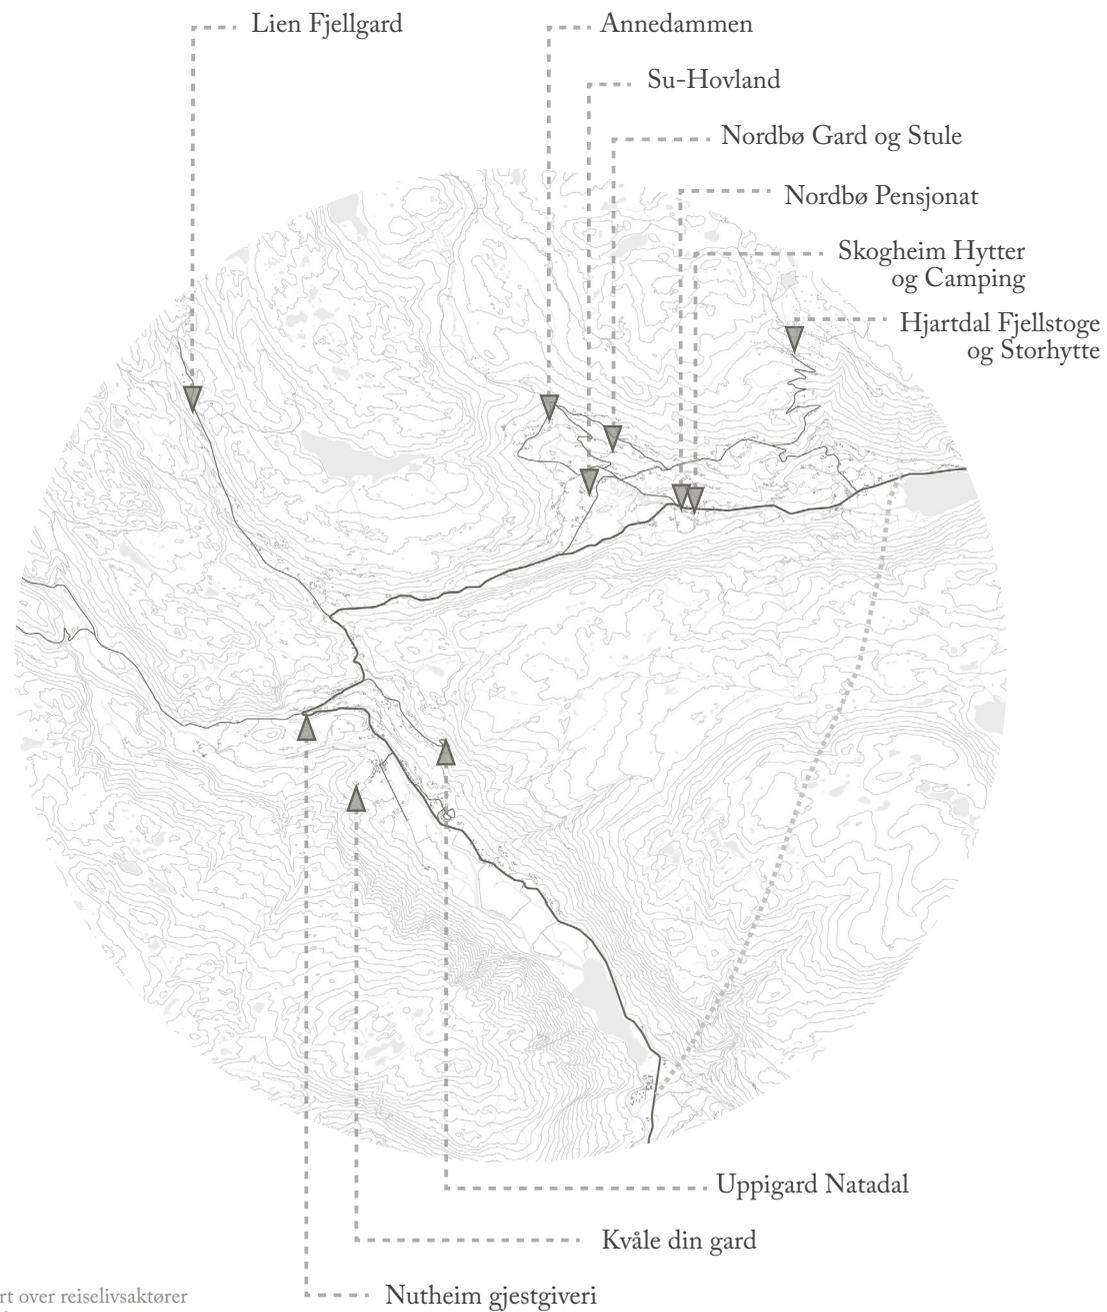 Lien Fjellgard
Annedammen
Su-Hovland
Nordbø Gard og Stule
Nordbø Pensjonat
Skogheim Hytter
og Camping
Hjartdal Fjellstoge
og Storhytte
Uppigard Natadal
Kvåle din gard
Nutheim gjestgiveri
over reiselivsaktører